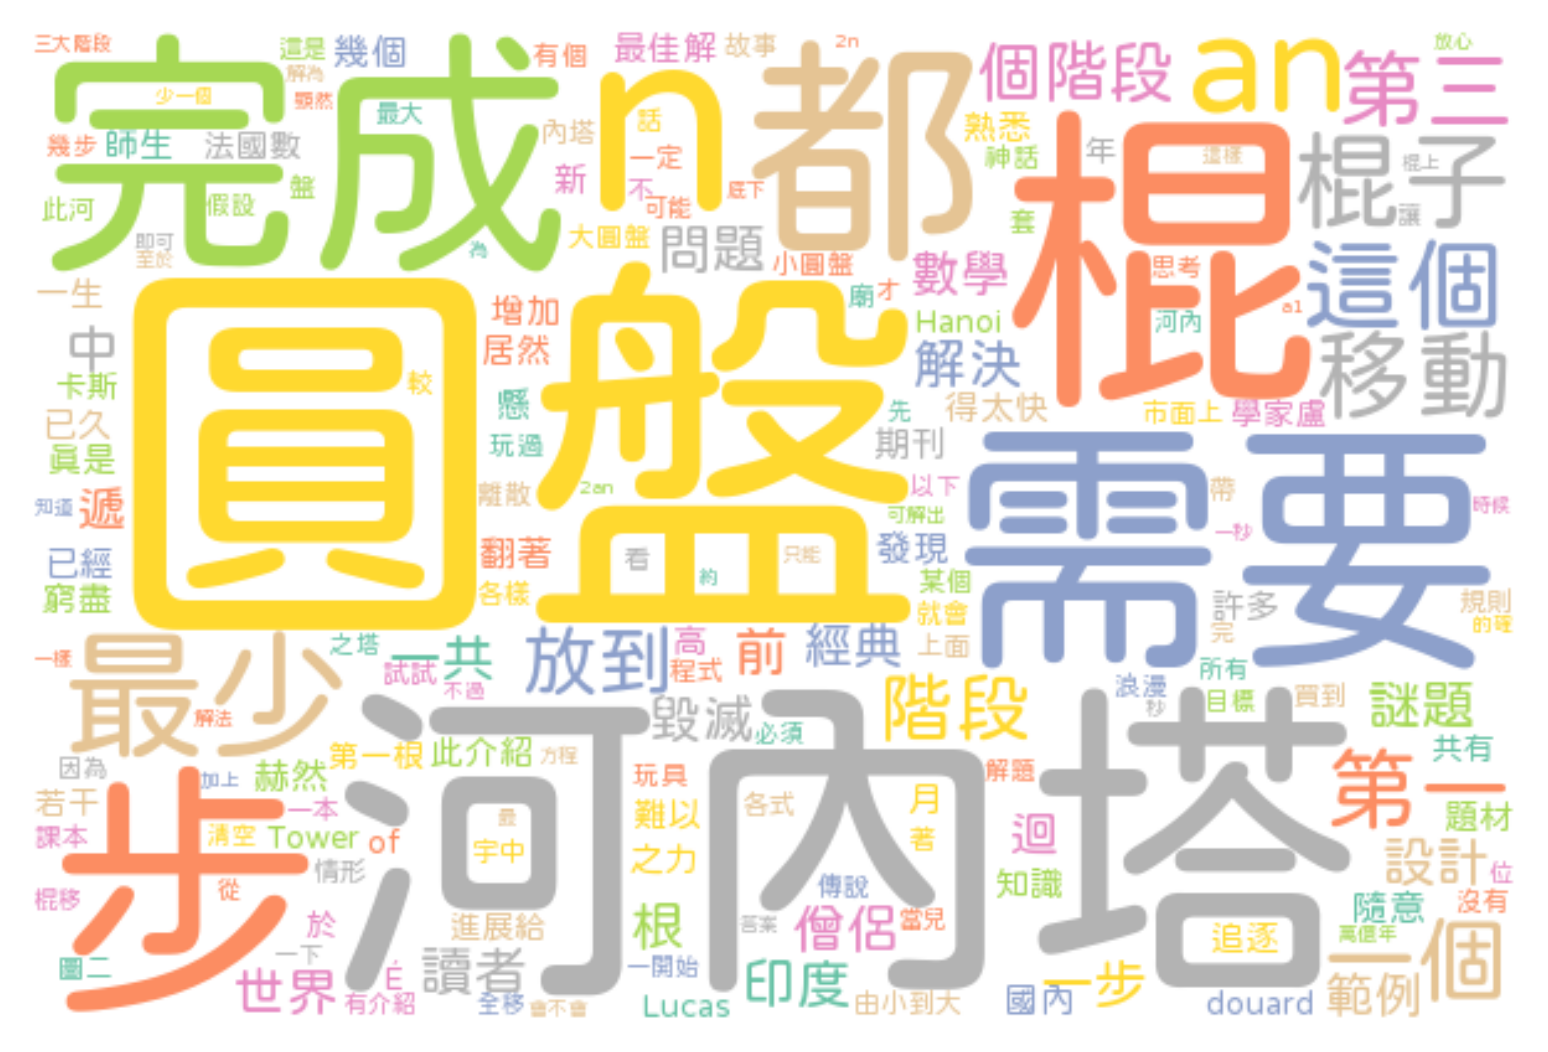 三大階段
這是
幾個
有個
最佳解
故事
2n
個階段
an
放心
第三
完成
解為
少一個
顯然
最大
n
話
都
熟悉
神話
年
這樣
棍
棍子
棍上
讓
幾步
師生
法國數
盤
假設
內塔
新
一定
不
可能
底下
此河
即可
至於
為
大圓盤
問題
小圓盤
數學
套
思考
這個
a1
一生
中
卡斯
已久
真是
圓盤
較
增加
居然
懸
玩過
廟
才
Hanoi
河內
解決
移動
先
得太快
市面上
學家盧
期刊
知道
遞
離散
2an
以下
可解出
需要
帶
一秒
時候
已經
窮盡
翻著
各樣
看
約
只能
發現
某個
就會
許多
完
規則
的確
一樣
最少
解法
之塔
一共
試試
不過
放到
高
程式
前
經典
上面
所有
浪漫
秒
目標
買到
謎題
因為
加上
赫然
第一根
此介紹
方程
河內塔
毀滅
必須
階段
解題
第一
共有
題材
若干
課本
步
清空
一本
Tower
of
情形
最
宇中
玩具
難以
之力
各式
月
著
迴
知識
設計
位
棍移
從
於
一下
進展給
根
傳說
答案
僧侶
當兒
追逐
隨意
沒有
萬億年
一個
圖二
世界
É
有介紹
讀者
全移
會不會
一開始
Lucas
印度
由小到大
國內
一步
douard
範例